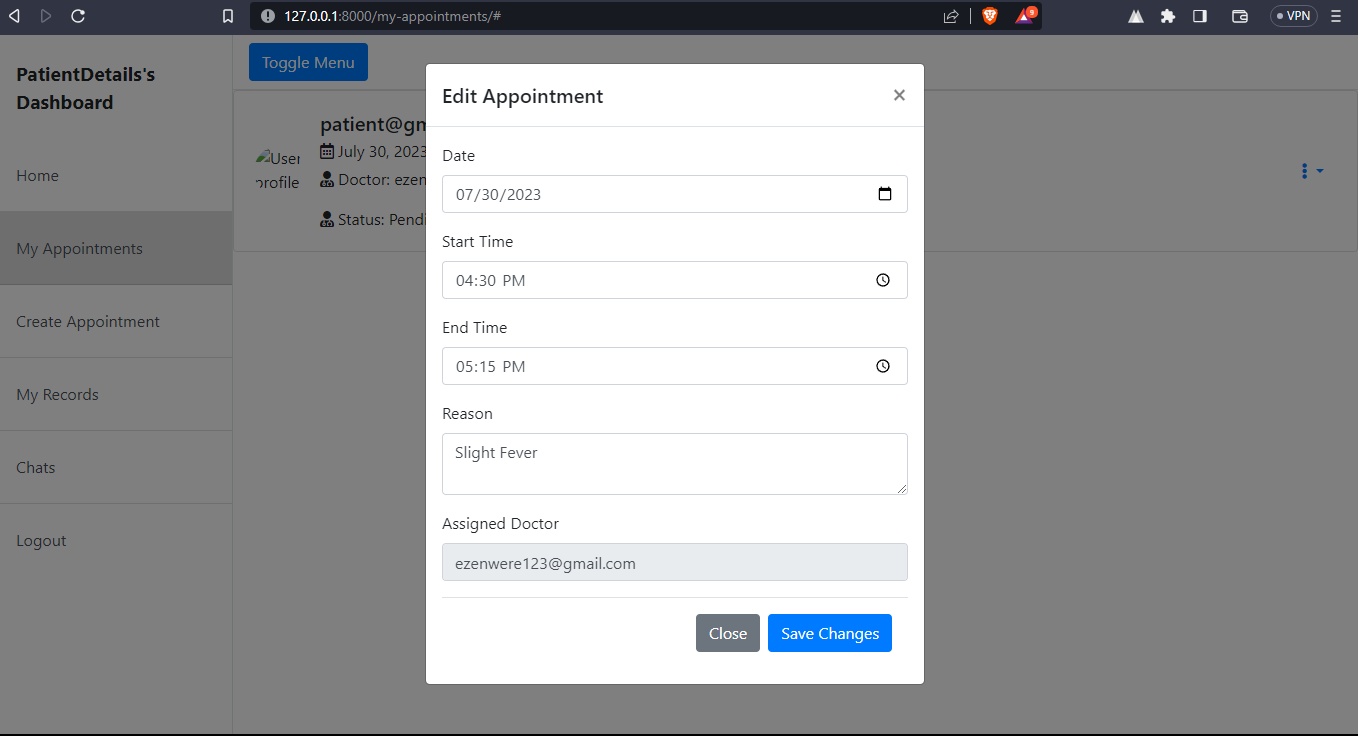 127.0.0.1:8000/my-appointments/#
9
VPN
PatientDetails's
Dashboard
Home
My Appointments
Create Appointment
My Records
Chats
Logout
Toggle Menu
User
profile
patient@gm
July 30, 2023
Doctor: ezen
Status: Pendi
Edit Appointment
×
Date
07/30/2023
Start Time
04:30 PM
End Time
05:15 PM
Reason
Slight Fever
Assigned Doctor
ezenwere123@gmail.com
Close
Save Changes